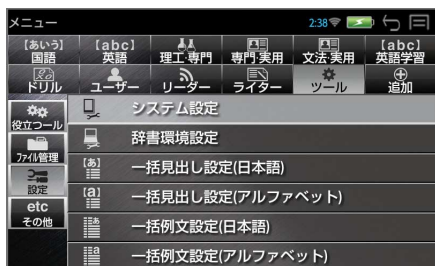 メニュー 2:38
【あいう】 【abc】 【abc】
国語 英語 理工・専門 専門・実用 文法・実用 英語学習
ドリル ユーザー リーダー ライター ツール 追加
役立つツール
ファイル管理
設定
etc
その他
システム設定
辞書環境設定
【あ】 一括見出し設定(日本語)
【a】 一括見出し設定(アルファベット)
あ 一括例文設定(日本語)
a 一括例文設定(アルファベット)